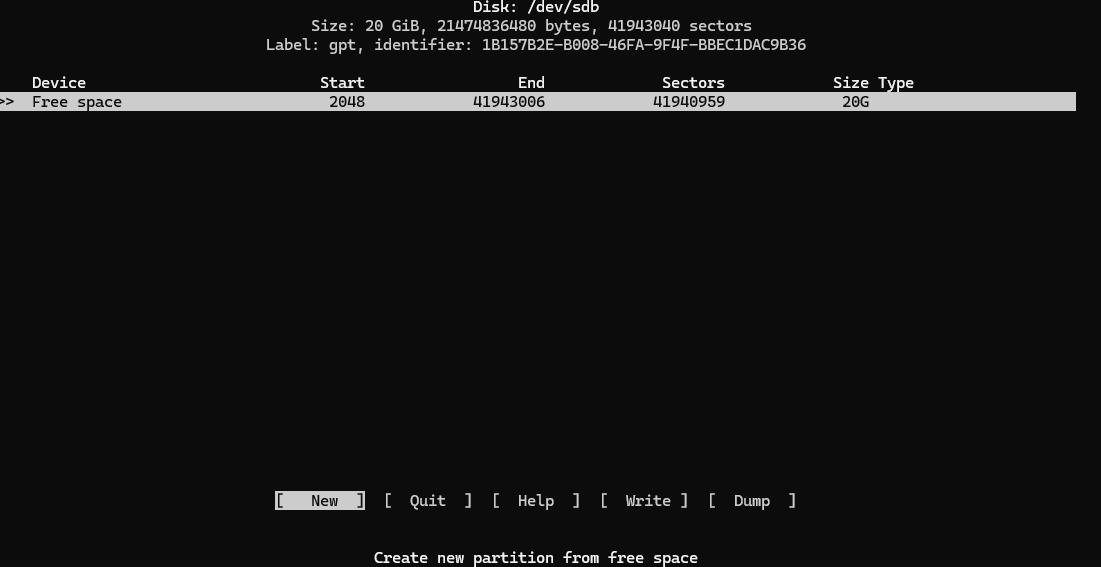 Disk: /dev/sdb
Size: 20 GiB, 21474836480 bytes, 41943040 sectors
Label: gpt, identifier: 1B157B2E-B008-46FA-9F4F-BBEC1DAC9B36
Device Start End Sectors Size Type
>> Free space 2048 41943006 41940959 20G
[ New ] [ Quit ] [ Help ] [ Write ] [ Dump ]
Create new partition from free space